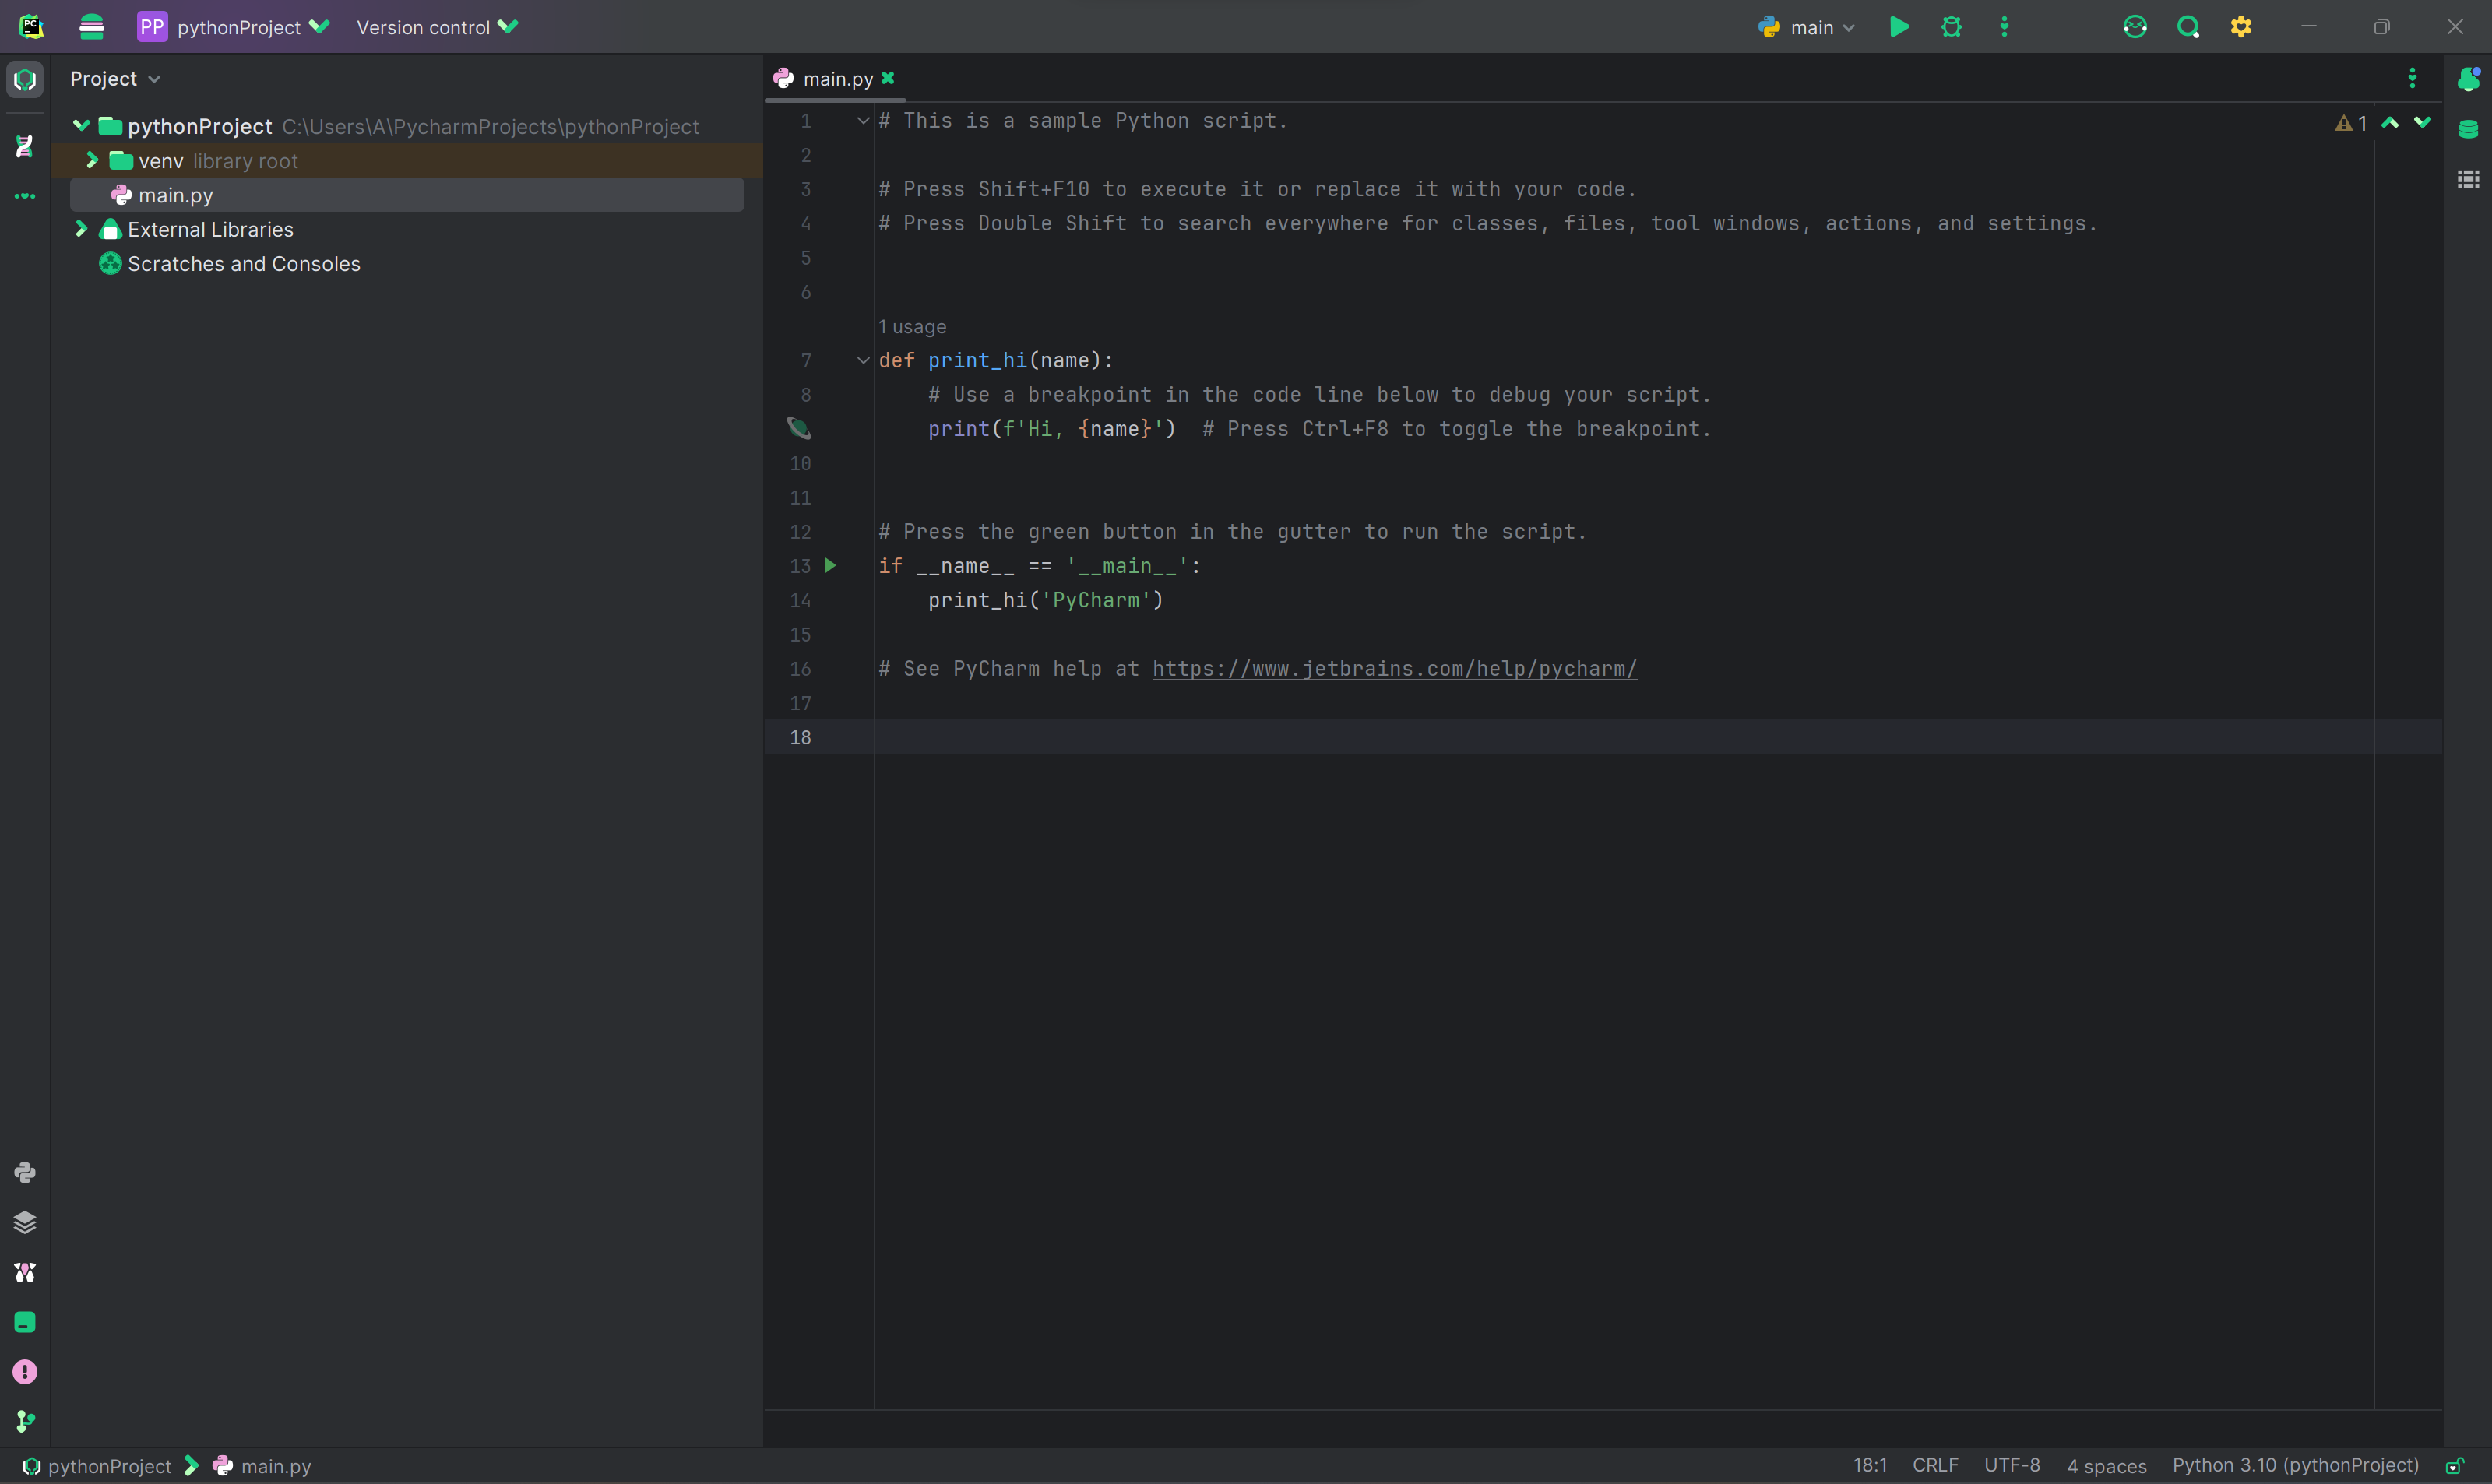 PC
PP pythonProject Version control main
Project
pythonProject C:\Users\A\PycharmProjects\pythonProject
venv library root
main.py
External Libraries
Scratches and Consoles
main.py
1 # This is a sample Python script.
1
2
3 # Press Shift+F10 to execute it or replace it with your code.
4 # Press Double Shift to search everywhere for classes, files, tool windows, actions, and settings.
5
6
1 usage
7 def print_hi(name):
8 # Use a breakpoint in the code line below to debug your script.
print(f'Hi, {name}')  # Press Ctrl+F8 to toggle the breakpoint.
10
11
12 # Press the green button in the gutter to run the script.
13 if __name__ == '__main__':
14 print_hi('PyCharm')
15
16 # See PyCharm help at https://www.jetbrains.com/help/pycharm/
17
18
pythonProject main.py
18:1 CRLF UTF-8 4 spaces Python 3.10 (pythonProject)